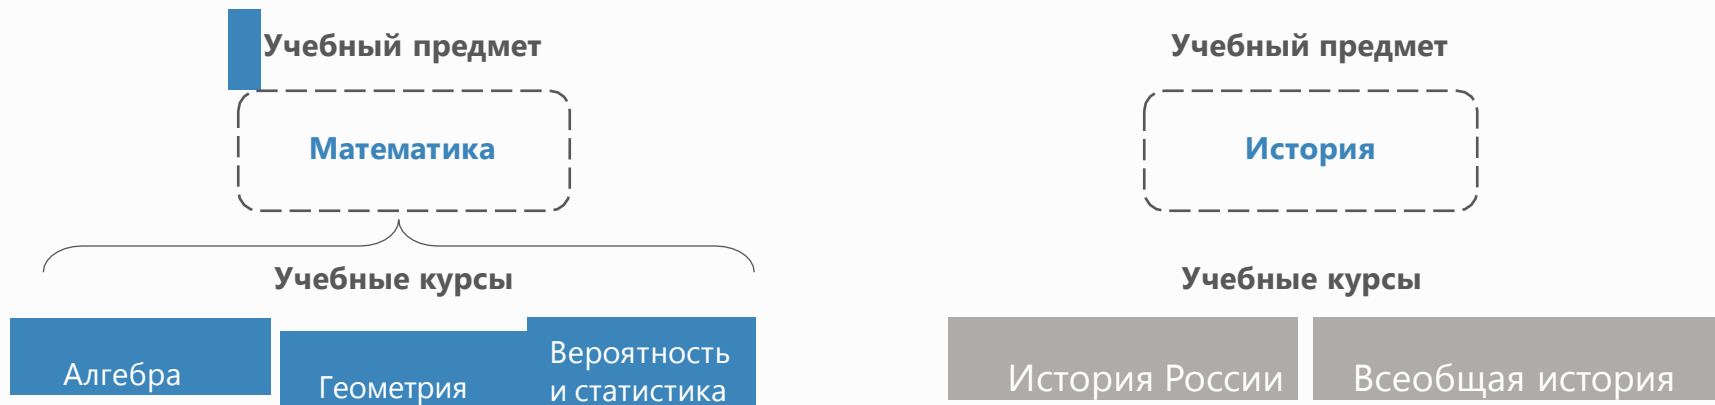 Учебный предмет
Математика
Учебные курсы
Алгебра
Геометрия
Вероятность
и статистика
Учебный предмет
История
Учебные курсы
История России
Всеобщая история